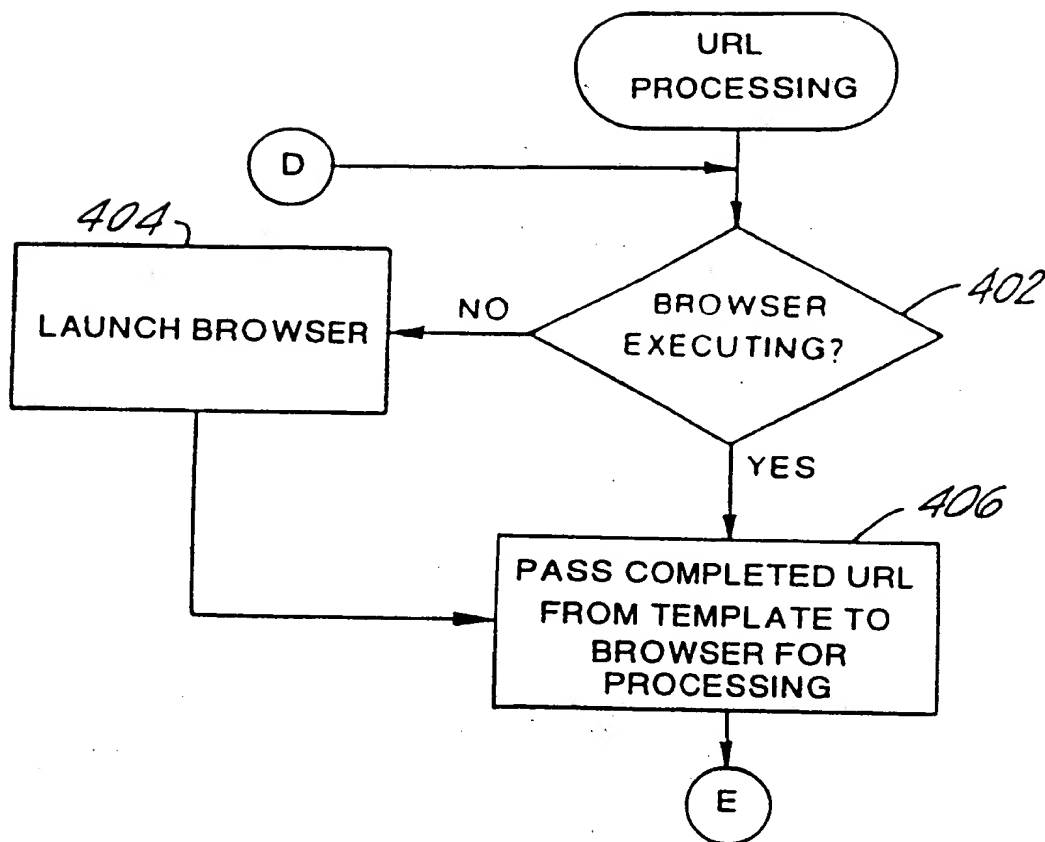 URL
PROCESSING
D
404
LAUNCH BROWSER
NO
BROWSER
EXECUTING?
402
YES
406
PASS COMPLETED URL
FROM TEMPLATE TO
BROWSER FOR
PROCESSING
E